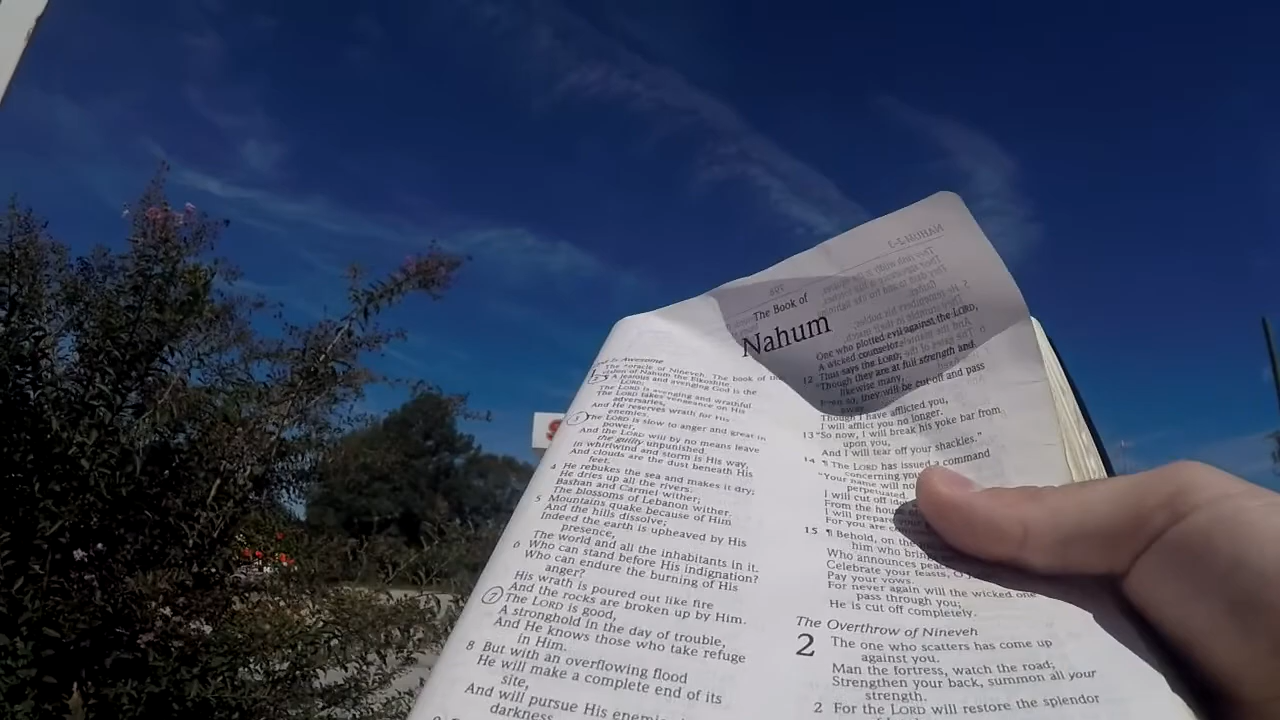 The Book of
Nahum
God Is Awesome
1 The oracle of Nineveh. The book of the
vision of Nahum the Elkoshite.
2 A jealous and avenging God is the
LORD;
The LORD is avenging and wrathful.
The LORD takes vengeance on His
adversaries,
And He reserves wrath for His
enemies.
3 The LORD is slow to anger and great in
power,
And the LORD will by no means leave
the guilty unpunished.
In whirlwind and storm is His way,
And clouds are the dust beneath His
feet.
4 He rebukes the sea and makes it dry;
He dries up all the rivers.
Bashan and Carmel wither;
The blossoms of Lebanon wither.
5 Mountains quake because of Him
And the hills dissolve;
Indeed the earth is upheaved by His
presence,
The world and all the inhabitants in it.
6 Who can stand before His indignation?
Who can endure the burning of His
anger?
His wrath is poured out like fire
And the rocks are broken up by Him.
7 The LORD is good,
A stronghold in the day of trouble,
And He knows those who take refuge
in Him.
8 But with an overflowing flood
He will make a complete end of its
site,
And will pursue His enemies
darkness.
One who plotted evil against the LORD,
A wicked counselor.
12 Thus says the LORD,
"Though they are at full strength and
likewise many,
Even so, they will be cut off and pass
away.
Though I have afflicted you,
I will afflict you no longer.
13 "So now, I will break his yoke bar from
upon you,
And I will tear off your shackles."
14 ¶ The LORD has issued a command
concerning you
"Your name will no
perpetuated.
I will cut off
From the hou
I will prepare
For you are
15 ¶ Behold, on the
him who brin
Who announces peac
Celebrate your feasts, O
Pay your vows.
For never again will the wicked one
pass through you;
He is cut off completely.
The Overthrow of Nineveh
2 The one who scatters has come up
against you.
Man the fortress, watch the road;
Strengthen your back, summon all your
strength.
2 For the LORD will restore the splendor
NAHUM 2-3
S